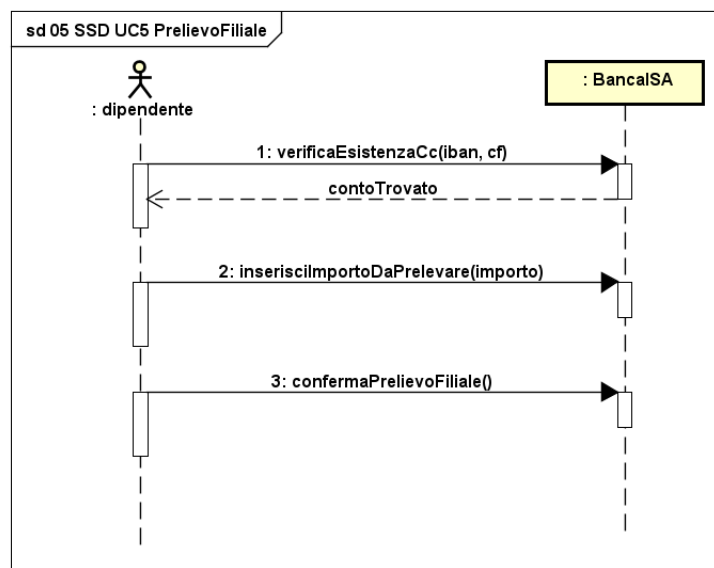 sd 05 SSD UC5 PrelievoFiliale
: dipendente
: BancaISA
1: verificaEsistenzaCc(iban, cf)
contoTrovato
2: inserisciImportoDaPrelevare(importo)
3: confermaPrelievoFiliale()